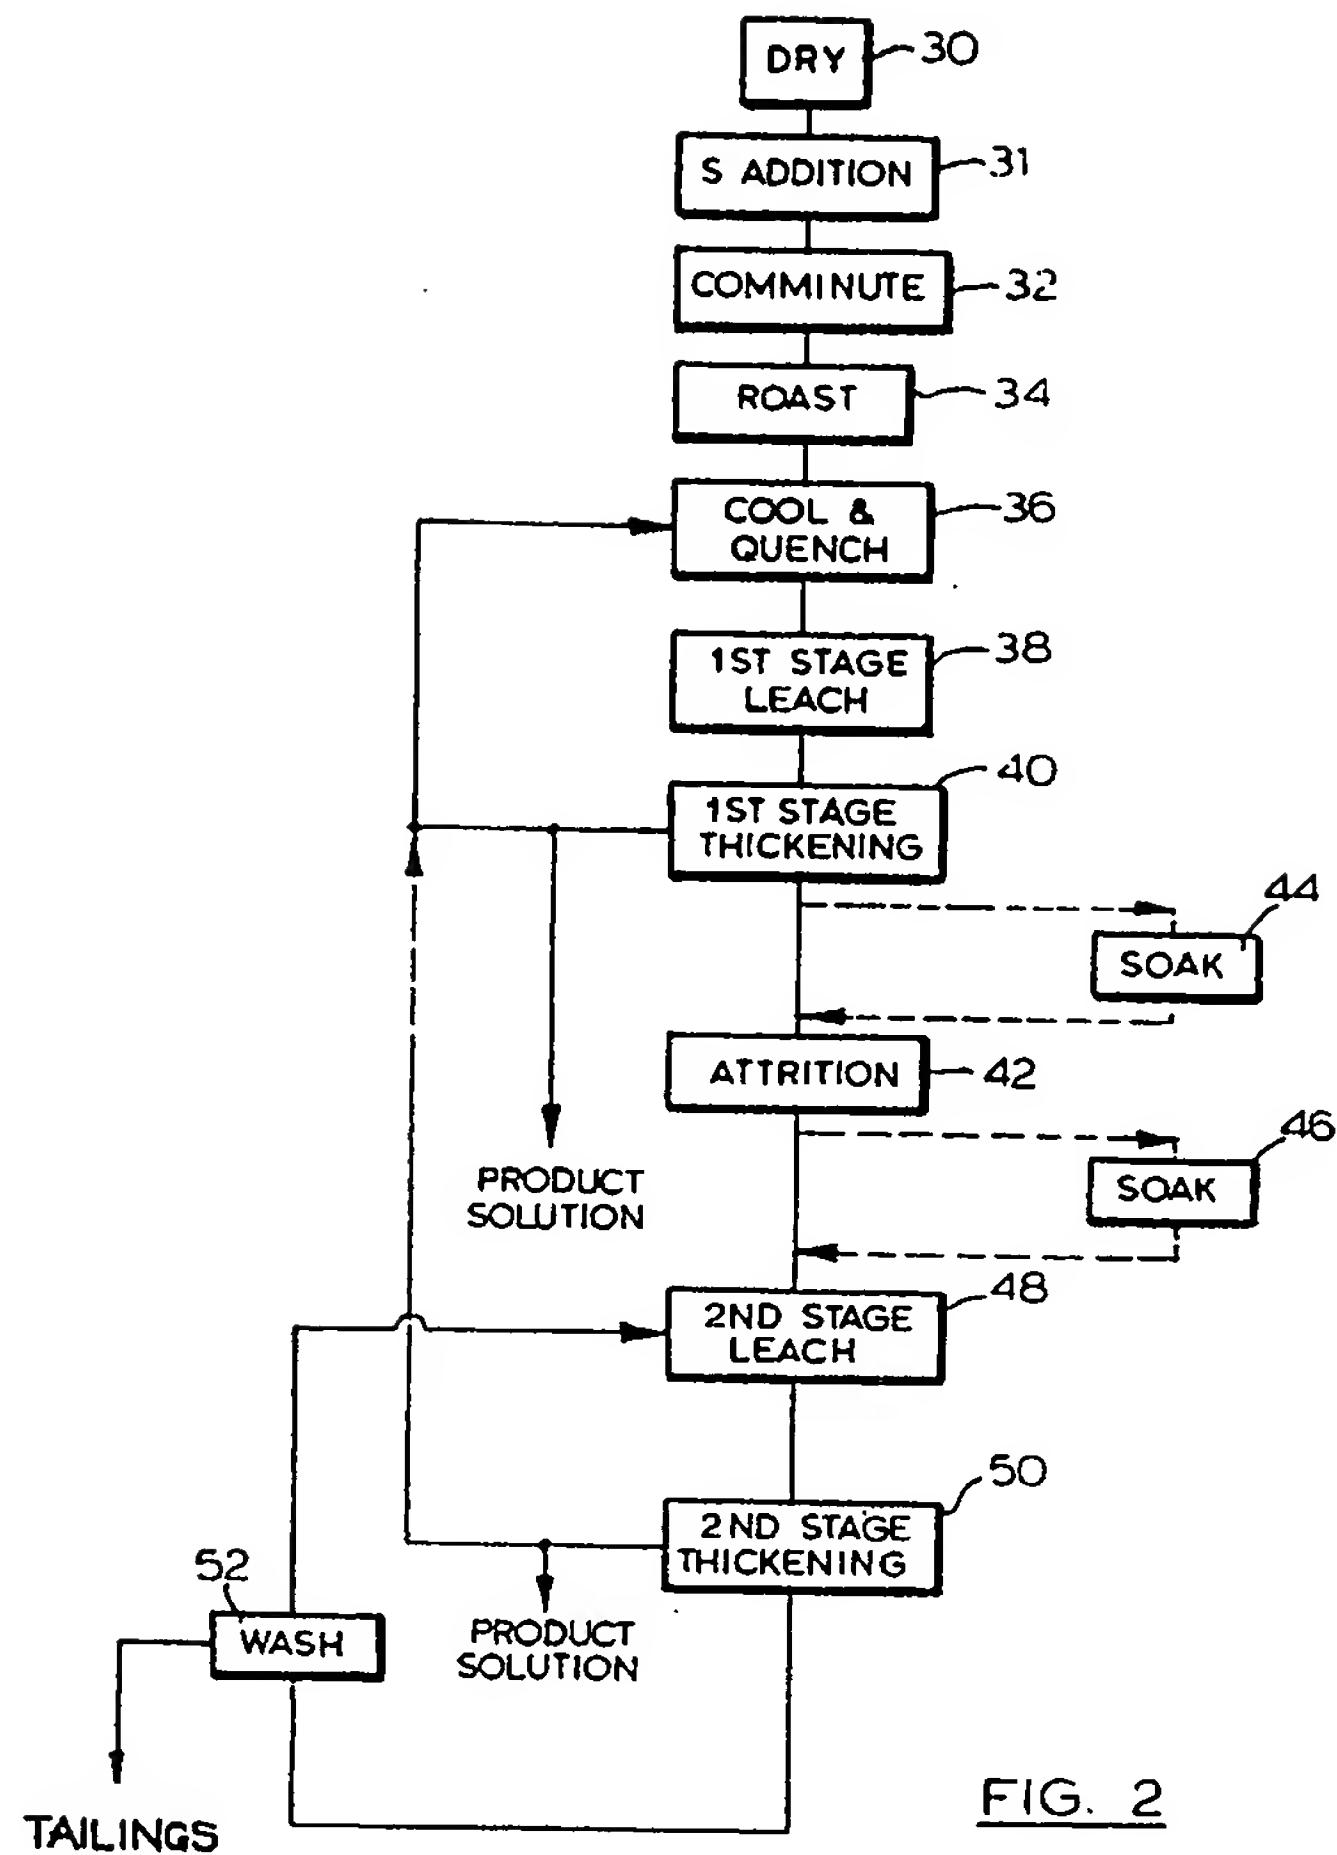 DRY
30
S ADDITION
31
COMMINUTE
32
ROAST
34
COOL &
QUENCH
36
1ST STAGE
LEACH
38
40
1ST STAGE
THICKENING
44
SOAK
ATTRITION
42
46
SOAK
PRODUCT
SOLUTION
48
2ND STAGE
LEACH
50
2ND STAGE
THICKENING
52
WASH
PRODUCT
SOLUTION
TAILINGS
FIG. 2